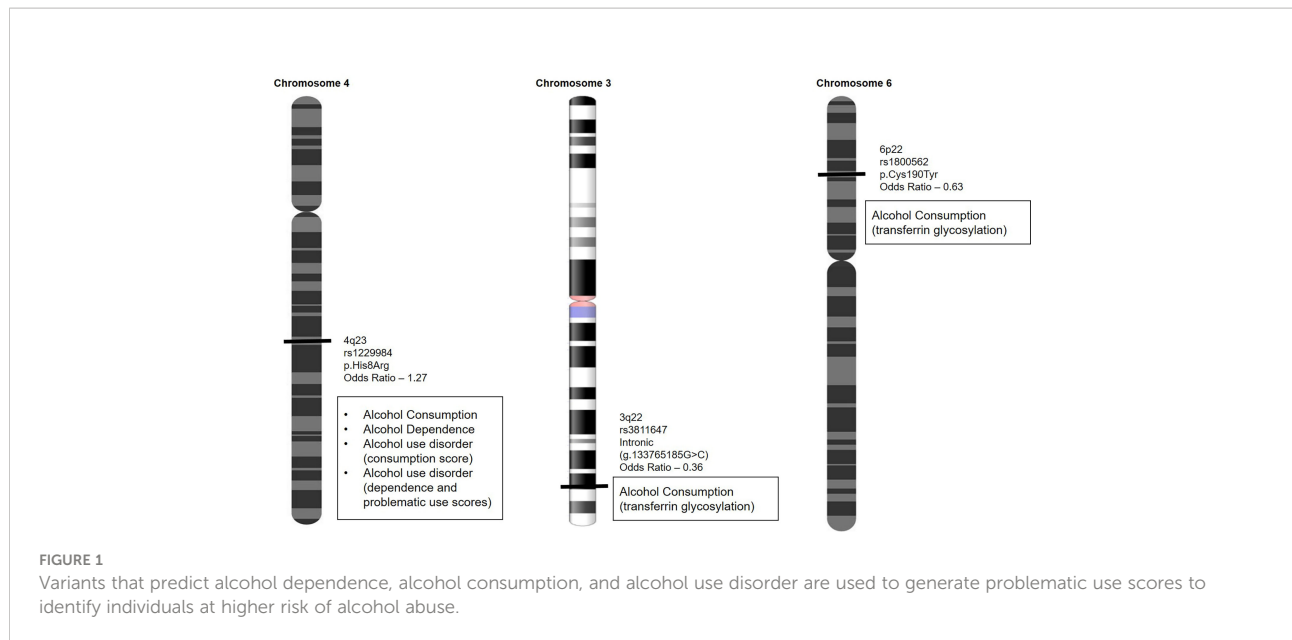 Chromosome 4
4q23
rs1229984
p.His8Arg
Odds Ratio – 1.27
• Alcohol Consumption
• Alcohol Dependence
• Alcohol use disorder
(consumption score)
• Alcohol use disorder
(dependence and
problematic use scores)
Chromosome 3
3q22
rs3811647
Intronic
(g.133765185G>C)
Odds Ratio – 0.36
Alcohol Consumption
(transferrin glycosylation)
Chromosome 6
6p22
rs1800562
p.Cys190Tyr
Odds Ratio – 0.63
Alcohol Consumption
(transferrin glycosylation)
FIGURE 1
Variants that predict alcohol dependence, alcohol consumption, and alcohol use disorder are used to generate problematic use scores to
identify individuals at higher risk of alcohol abuse.